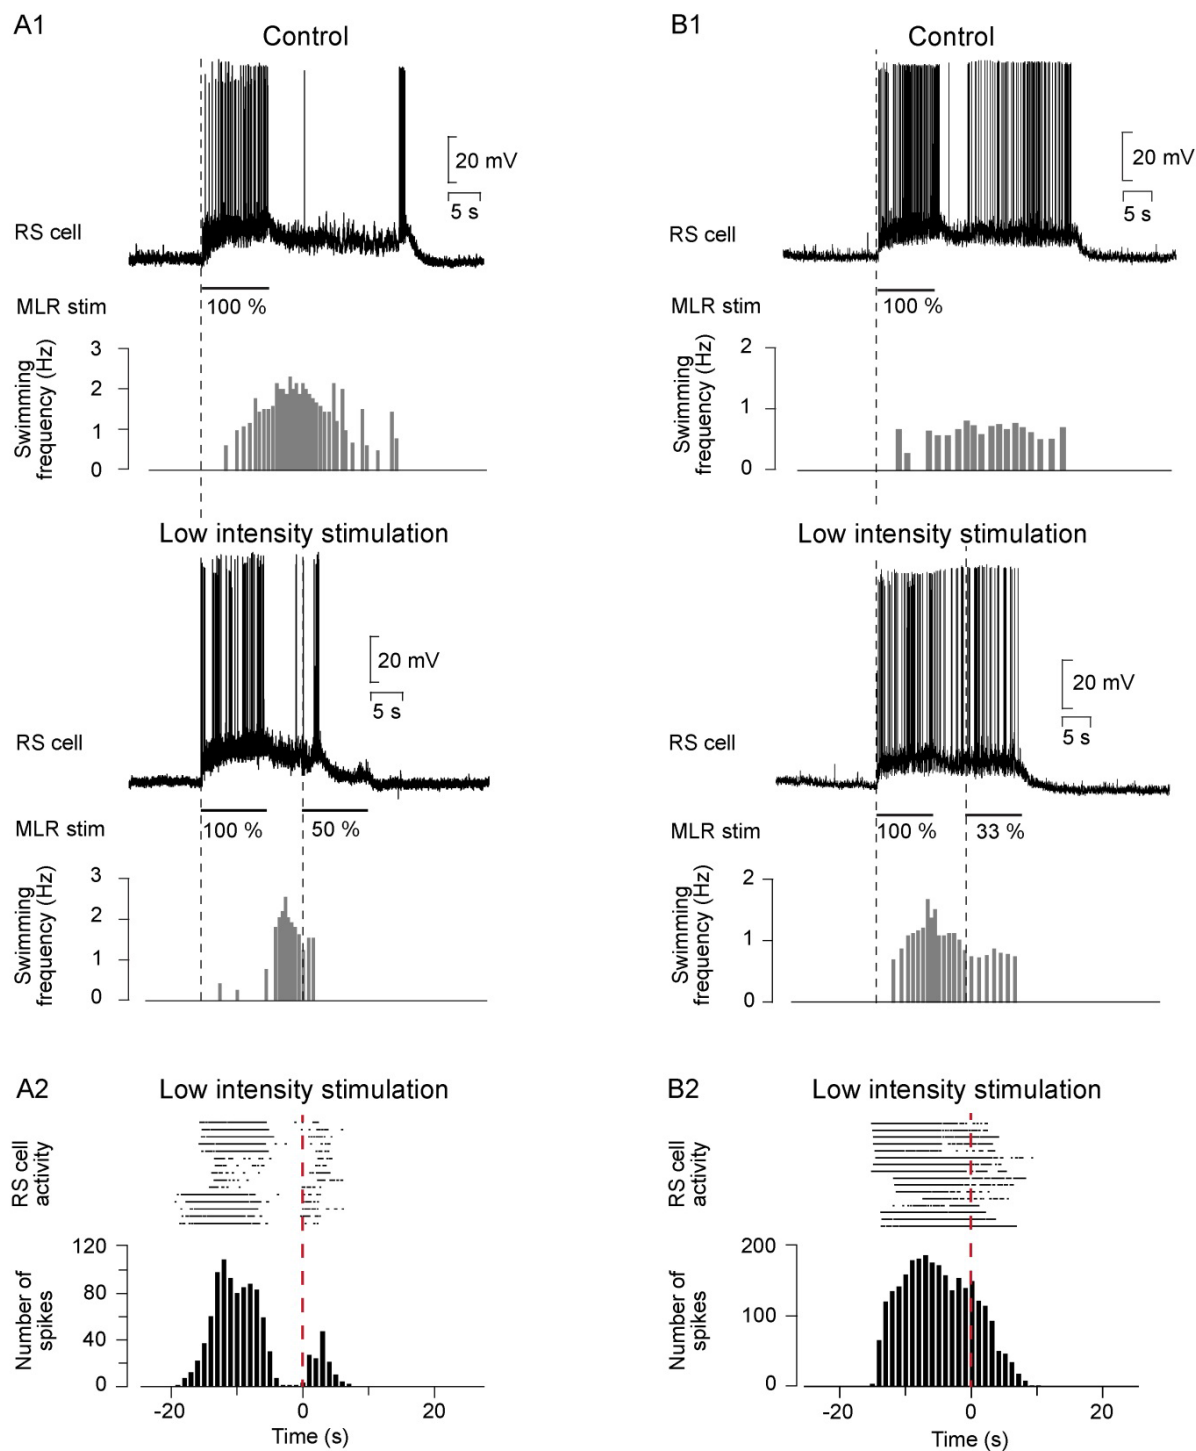 A1
Control
20 mV
5 s
RS cell
MLR stim
100 %
Swimming
frequency (Hz)
3
2
1
0
Low intensity stimulation
20 mV
5 s
RS cell
MLR stim
100 %
50 %
Swimming
frequency (Hz)
3
2
1
0
A2
Low intensity stimulation
RS cell
activity
Number of
spikes
120
80
40
0
-20
0
20
Time (s)
B1
Control
20 mV
5 s
RS cell
MLR stim
100 %
Swimming
frequency (Hz)
2
1
0
Low intensity stimulation
20 mV
5 s
RS cell
MLR stim
100 %
33 %
Swimming
frequency (Hz)
2
1
0
B2
Low intensity stimulation
RS cell
activity
Number of
spikes
200
100
0
-20
0
20
Time (s)